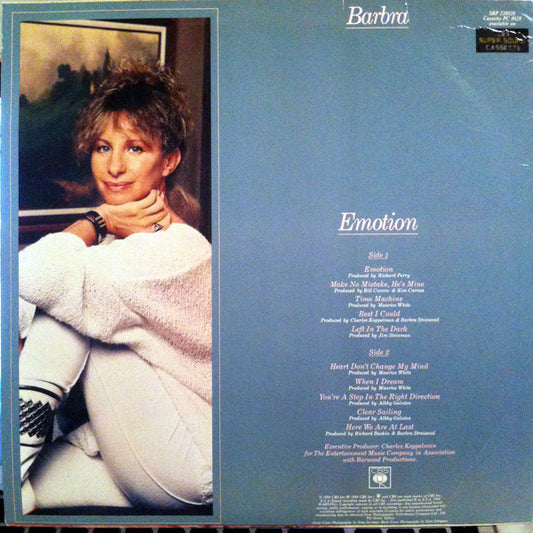 Barbra
SBP 238028
Cassette PC 8028
available on
SUPER SOUND
CASSETTE
Emotion
Side 1
Emotion
Produced by Richard Perry
Make No Mistake, He's Mine
Produced by Bill Cuomo & Kim Carnes
Time Machine
Produced by Maurice White
Best I Could
Produced by Charles Koppelman & Barbra Streisand
Left In The Dark
Produced by Jim Steinman
Side 2
Heart Don't Change My Mind
Produced by Maurice White
When I Dream
Produced by Maurice White
You're A Step In The Right Direction
Produced by Albhy Galuten
Clear Sailing
Produced by Albhy Galuten
Here We Are At Last
Produced by Richard Baskin & Barbra Streisand
Executive Producer: Charles Koppelman
for The Entertainment Music Company in Association
with Barwood Productions.
CBS